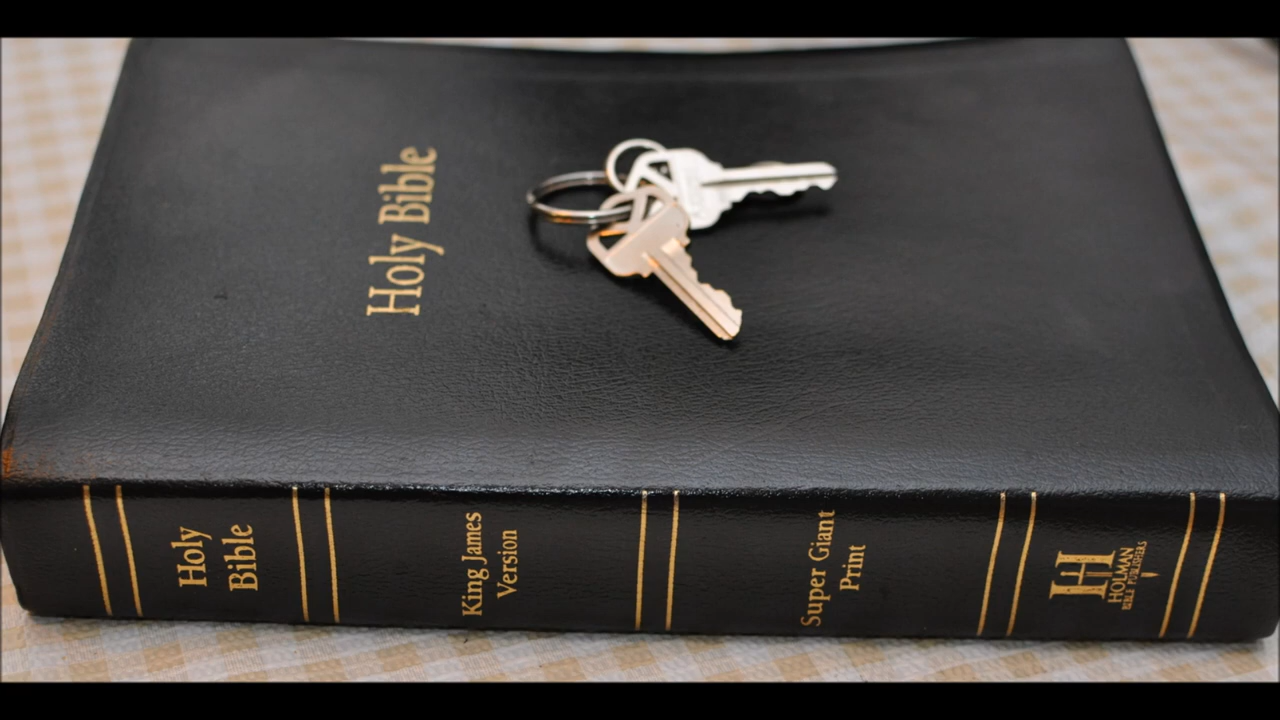 Holy Bible
Holy
Bible
King James
Version
Super Giant
Print
HOLMAN
BIBLE PUBLISHERS